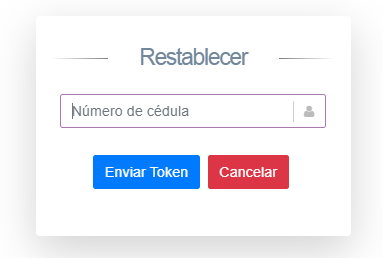 Restablecer
Número de cédula
Enviar Token Cancelar